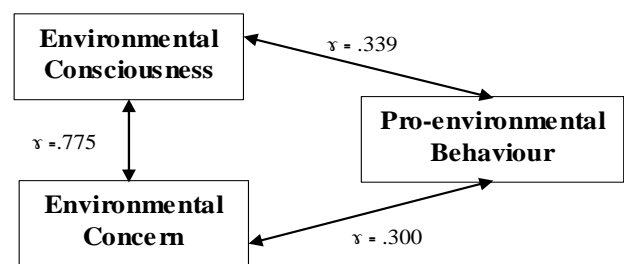 Environmental
Consciousness
ɤ = .339
Pro-environmental
Behaviour
ɤ =.775
Environmental
Concern
ɤ = .300